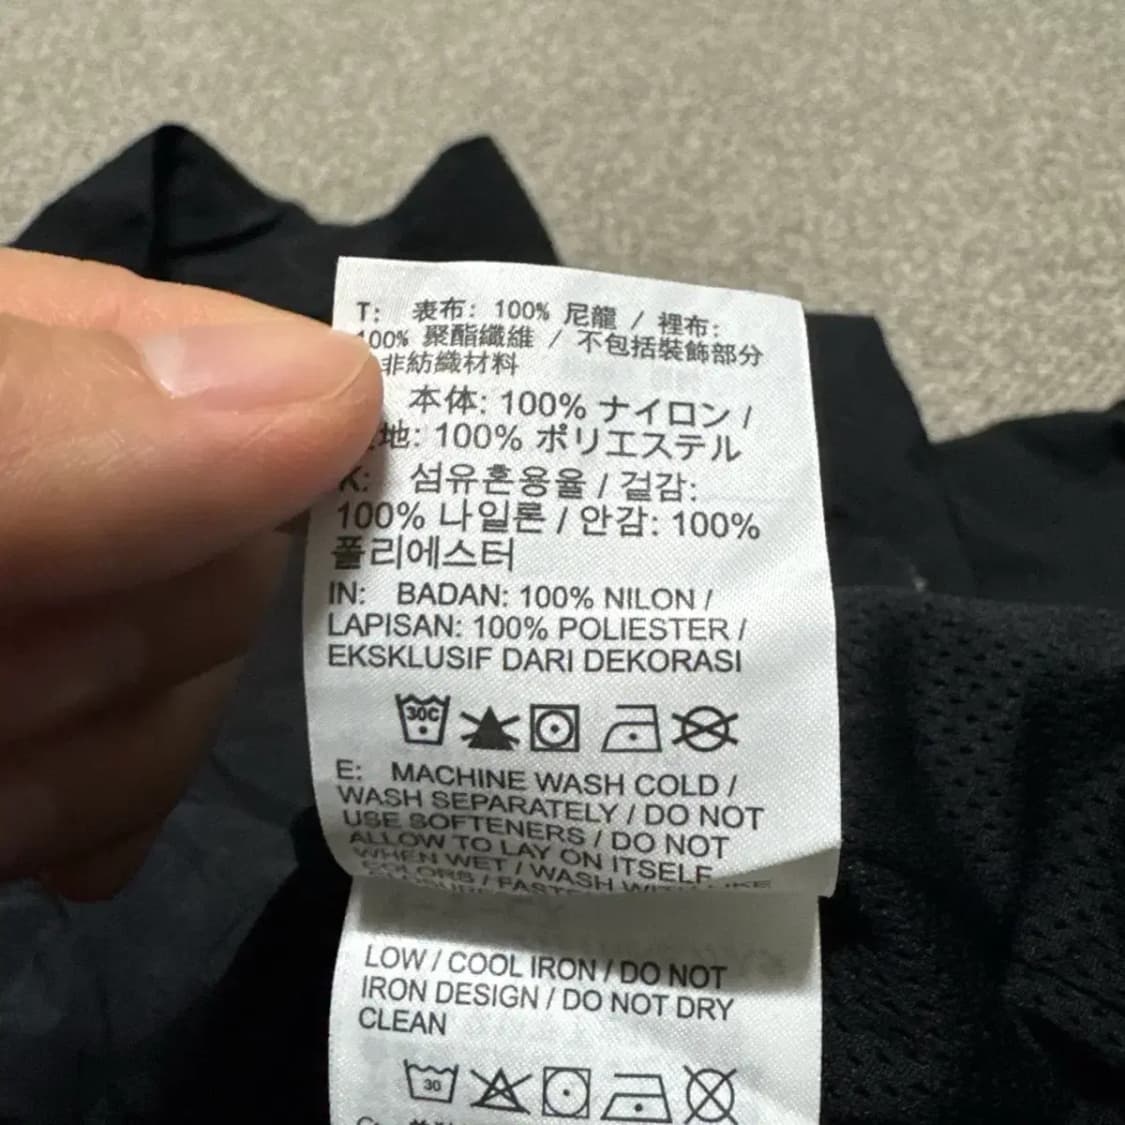 T: 表布: 100% 尼龍 / 裡布:
100% 聚酯纖維 / 不包括裝飾部分
非紡織材料
本体: 100% ナイロン /
地: 100% ポリエステル
K: 섬유혼용율 / 겉감:
100% 나일론 / 안감: 100%
폴리에스터
IN: BADAN: 100% NILON /
LAPISAN: 100% POLIESTER /
EKSKLUSIF DARI DEKORASI
30C
E: MACHINE WASH COLD /
WASH SEPARATELY / DO NOT
USE SOFTENERS / DO NOT
ALLOW TO LAY ON ITSELF
WHEN WET / WASH WITH LIKE
COLORS /
LOW / COOL IRON / DO NOT
IRON DESIGN / DO NOT DRY
CLEAN
30